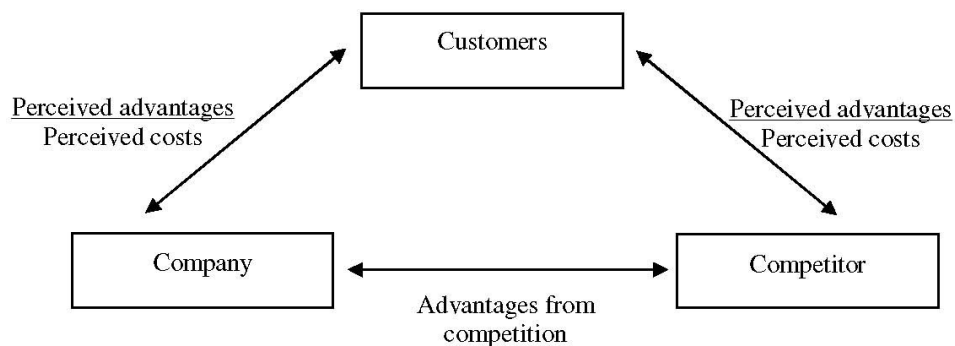 Customers
Perceived advantages
Perceived costs
Perceived advantages
Perceived costs
Company
Competitor
Advantages from
competition